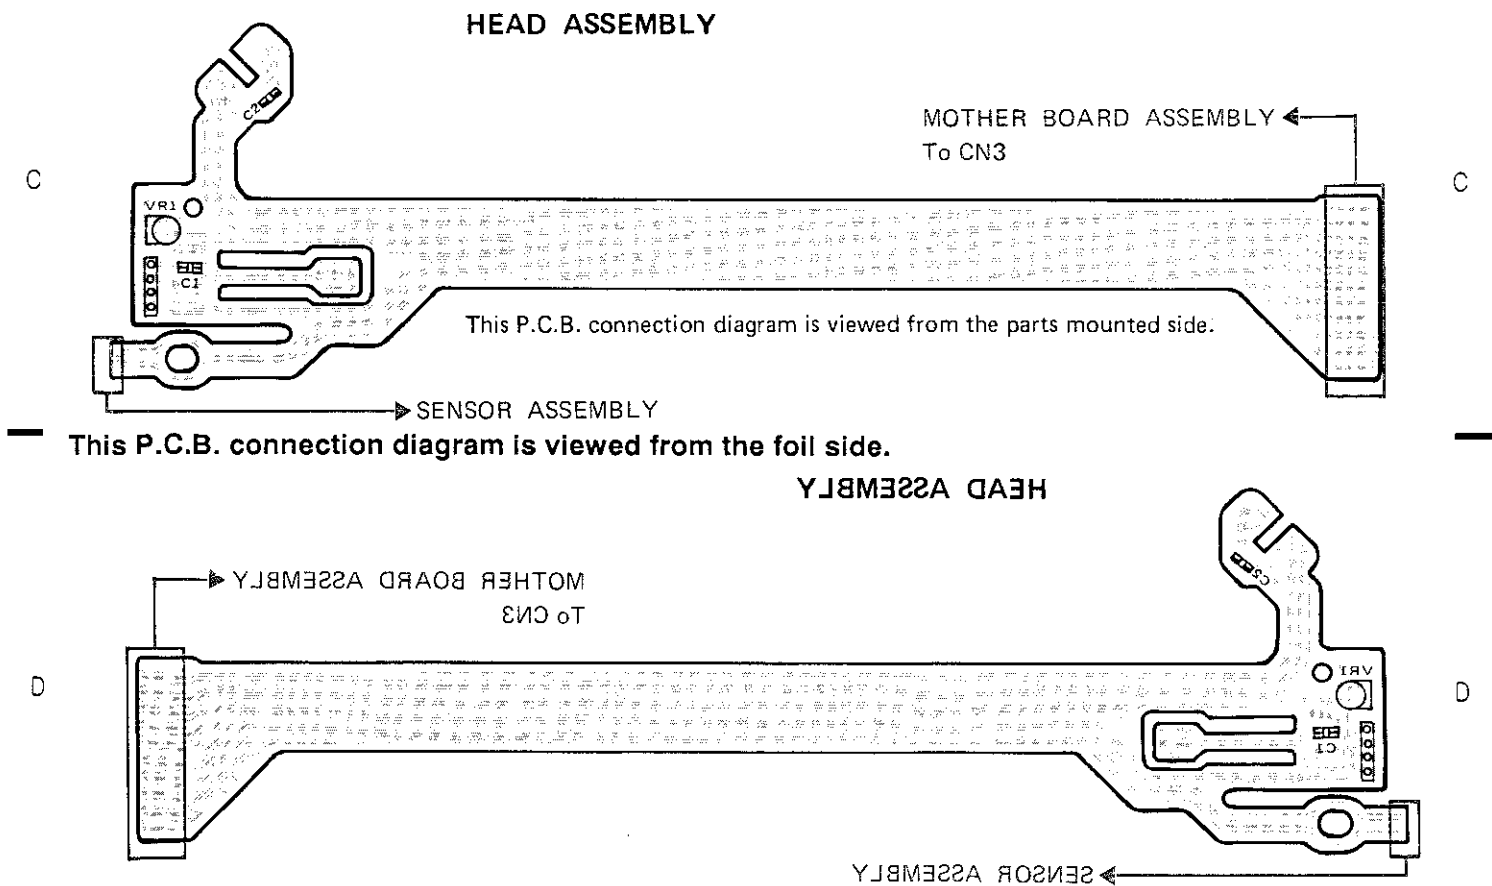 HEAD ASSEMBLY
C2
MOTHER BOARD ASSEMBLY
To CN3
C
C
VR1
C1
This P.C.B. connection diagram is viewed from the parts mounted side.
SENSOR ASSEMBLY
This P.C.B. connection diagram is viewed from the foil side.
HEAD ASSEMBLY
C2
MOTHER BOARD ASSEMBLY
To CN3
D
D
VR1
C1
SENSOR ASSEMBLY